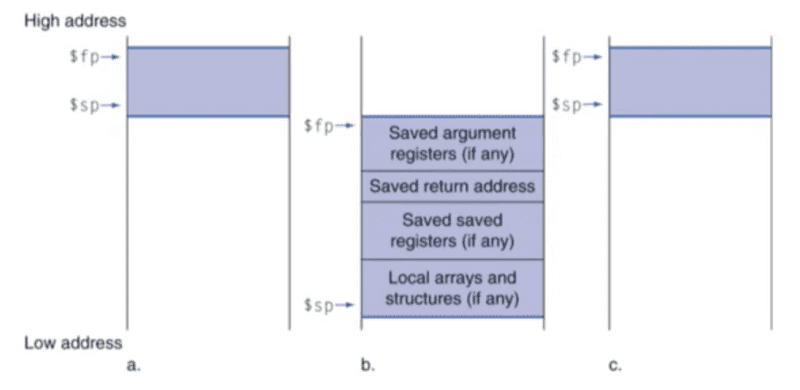 High address
$fp
$sp
$fp
Saved argument
registers (if any)
Saved return address
Saved saved
registers (if any)
Local arrays and
structures (if any)
$sp
$fp
$sp
Low address
a.
b.
c.